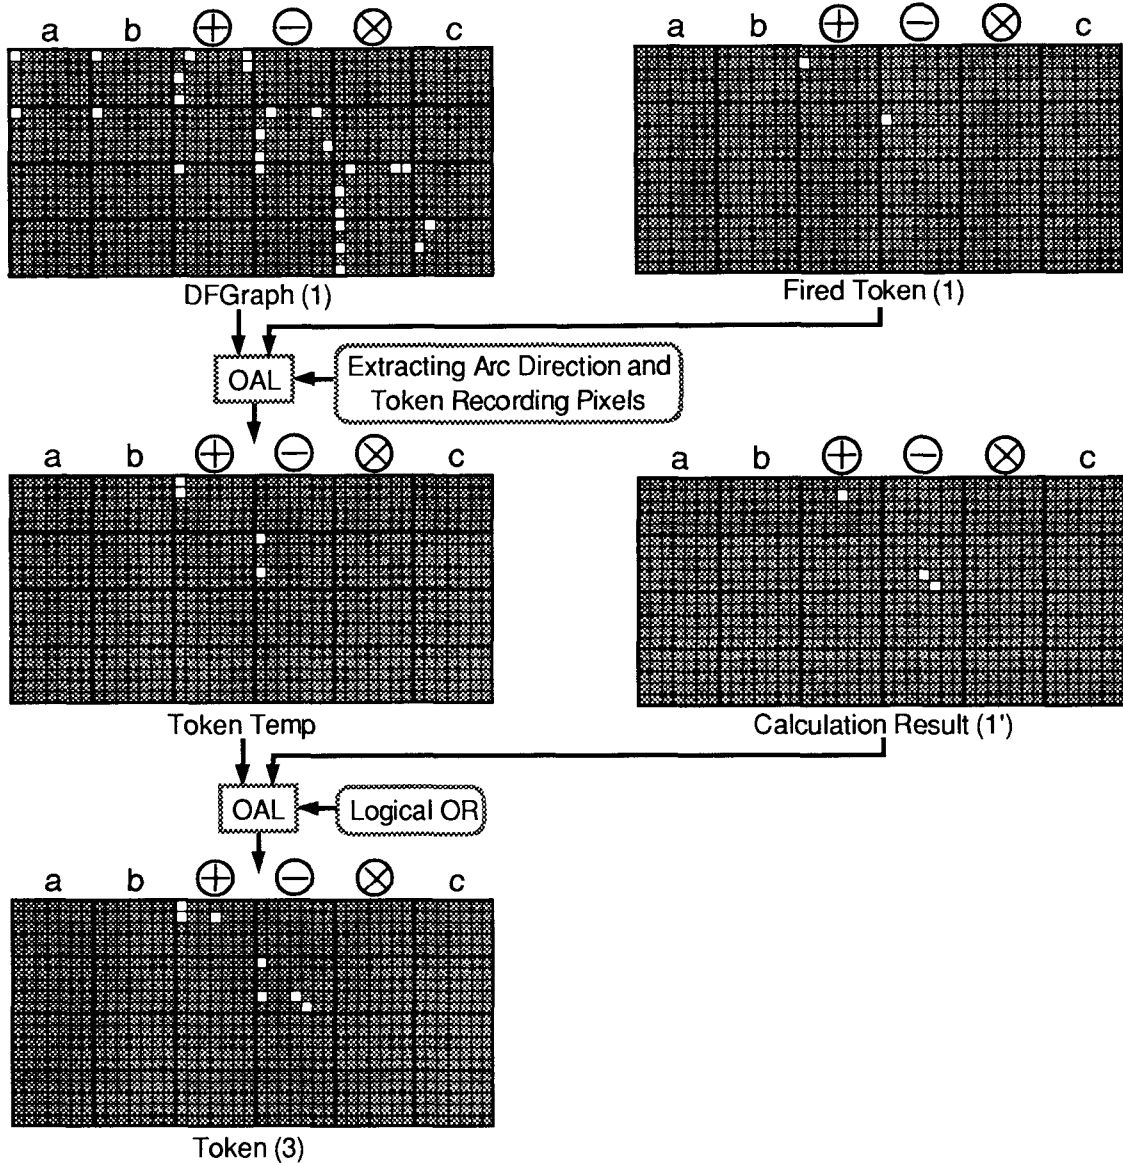 a b ⊕ ⊖ ⊗ c
a b ⊕ ⊖ ⊗ c
DFGraph (1)
Fired Token (1)
OAL
Extracting Arc Direction and
Token Recording Pixels
a b ⊕ ⊖ ⊗ c
a b ⊕ ⊖ ⊗ c
Token Temp
Calculation Result (1')
OAL
Logical OR
a b ⊕ ⊖ ⊗ c
Token (3)